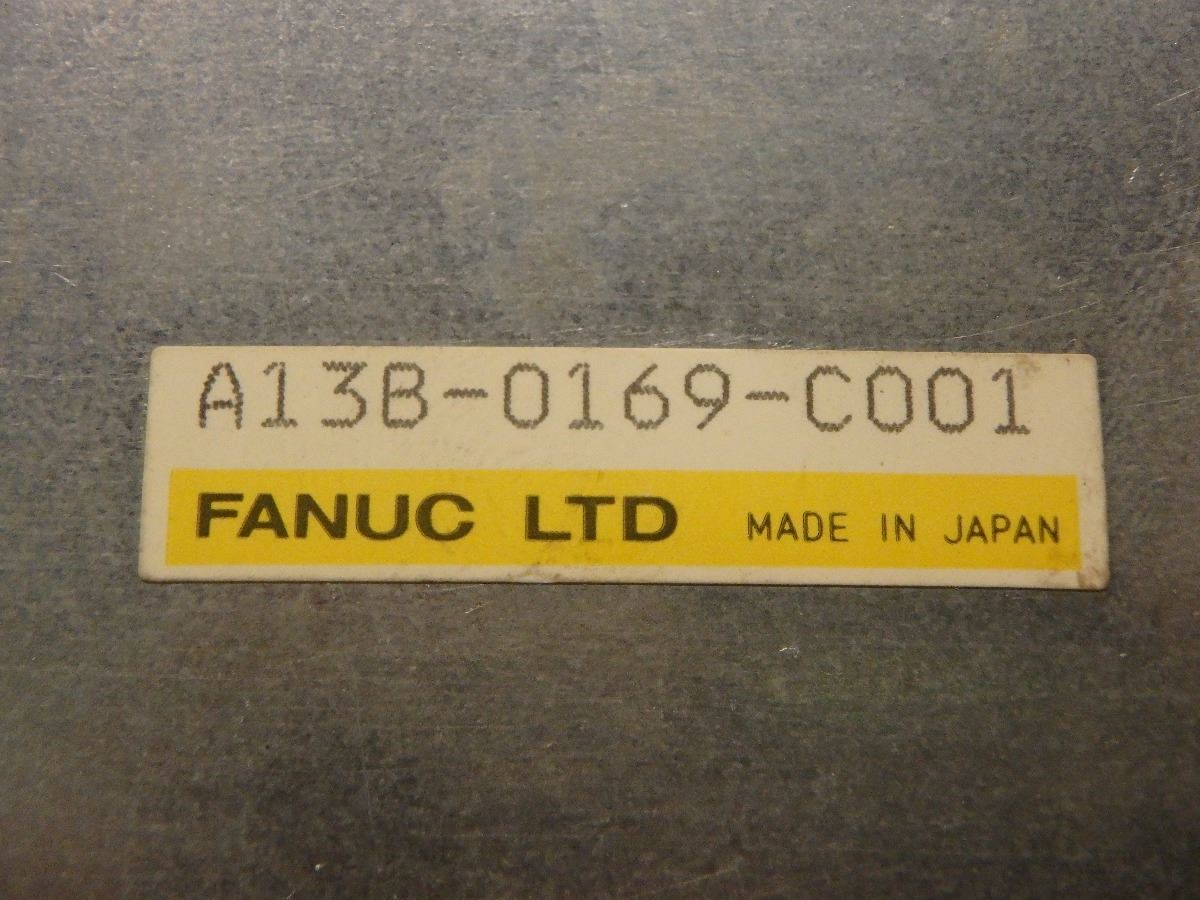 A13B-0169-C001
FANUC LTD MADE IN JAPAN